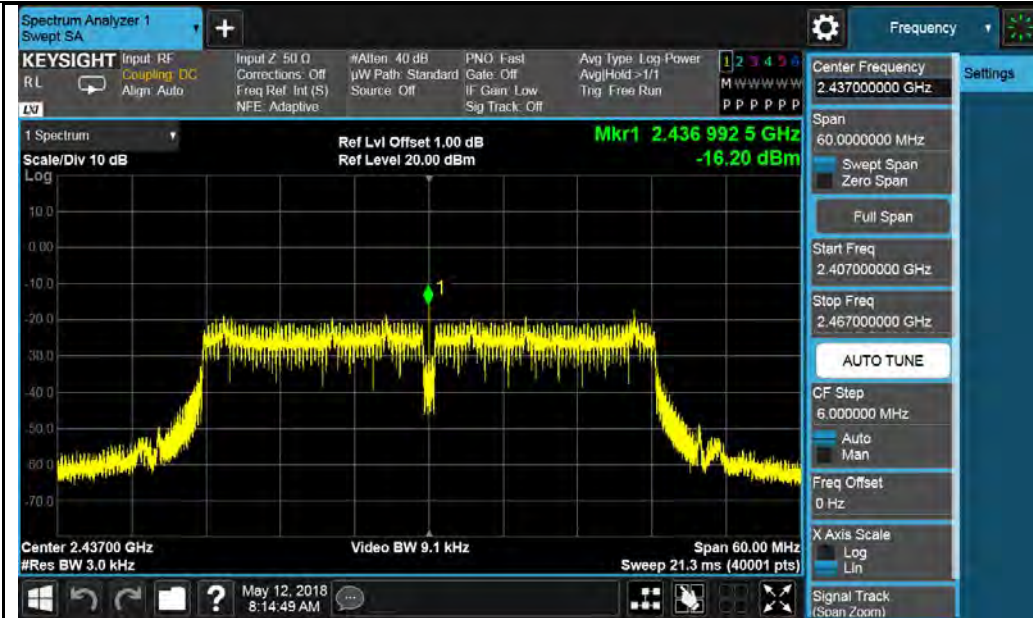 Spectrum Analyzer 1
Swept SA
+
Frequency
KEYSIGHT
RL
LXI
Input: RF
Coupling: DC
Align: Auto
Input Z: 50 Ω
Corrections: Off
Freq Ref: Int (S)
NFE: Adaptive
#Atten: 40 dB
µW Path: Standard
Source: Off
PNO: Fast
Gate: Off
IF Gain: Low
Sig Track: Off
Avg Type: Log-Power
Avg|Hold:>1/1
Trig: Free Run
1 2 3 4 5 6
M W W W W W
P P P P P P
1 Spectrum
Scale/Div 10 dB
Log
Ref Lvl Offset 1.00 dB
Ref Level 20.00 dBm
Mkr1 2.436 992 5 GHz
-16.20 dBm
10.0
0.00
-10.0
-20.0
-30.0
-40.0
-50.0
-60.0
-70.0
1
Center 2.43700 GHz
#Res BW 3.0 kHz
Video BW 9.1 kHz
Span 60.00 MHz
Sweep 21.3 ms (40001 pts)
Center Frequency
2.437000000 GHz
Settings
Span
60.0000000 MHz
Swept Span
Zero Span
Full Span
Start Freq
2.407000000 GHz
Stop Freq
2.467000000 GHz
AUTO TUNE
CF Step
6.000000 MHz
Auto
Man
Freq Offset
0 Hz
X Axis Scale
Log
Lin
Signal Track
(Span Zoom)
?
May 12, 2018
8:14:49 AM